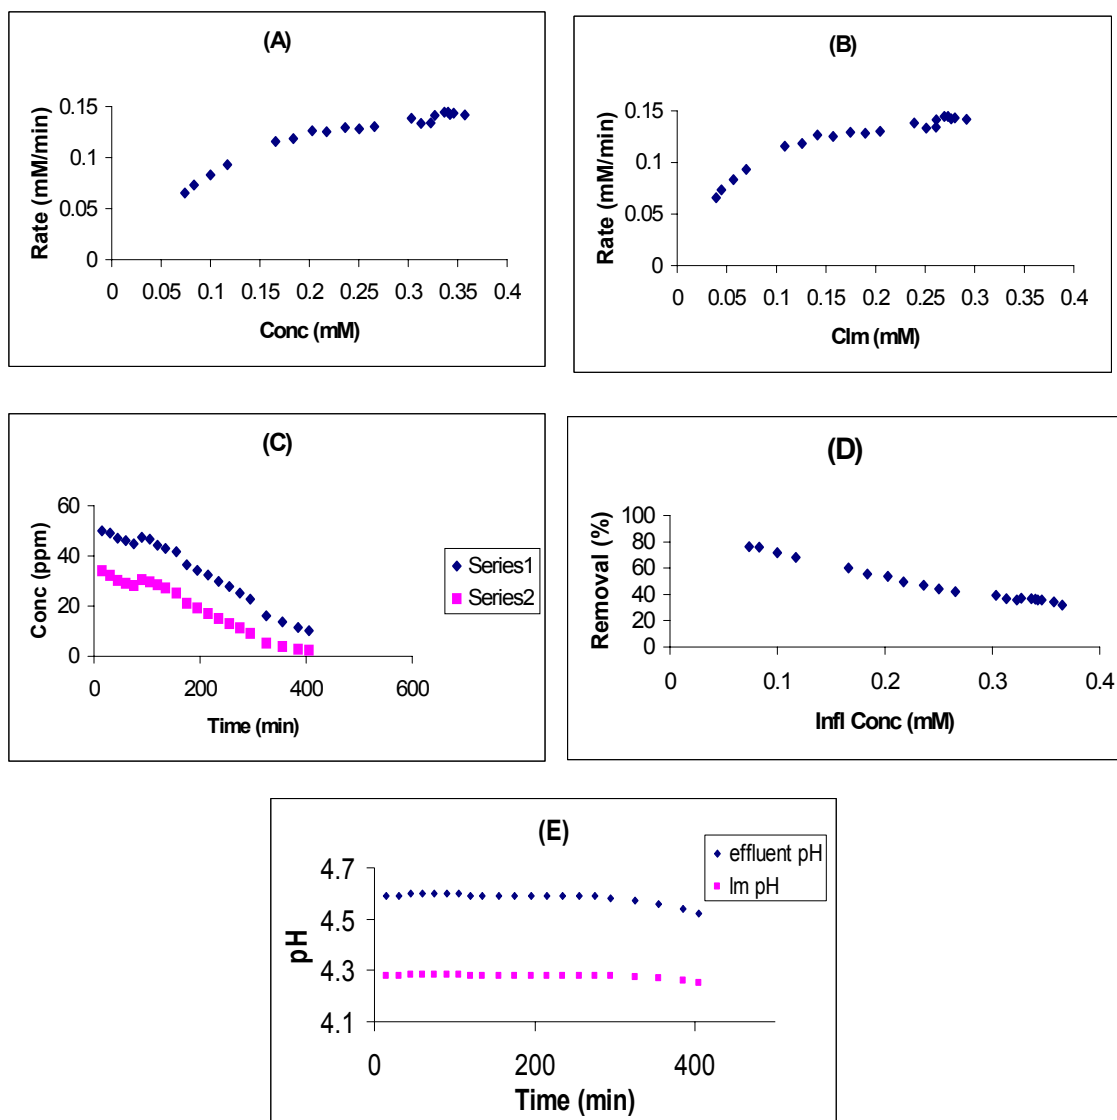 (A)
Rate (mM/min)
0.15
0.1
0.05
0
0 0.05 0.1 0.15 0.2 0.25 0.3 0.35 0.4
Conc (mM)
(B)
Rate (mM/min)
0.15
0.1
0.05
0
0 0.05 0.1 0.15 0.2 0.25 0.3 0.35 0.4
Clm (mM)
(C)
Conc (ppm)
60
40
20
0
0 200 400 600
Time (min)
Series1
Series2
(D)
Removal (%)
100
80
60
40
20
0
0 0.1 0.2 0.3 0.4
Infl Conc (mM)
(E)
effluent pH
lm pH
pH
4.7
4.5
4.3
4.1
0 200 400
Time (min)